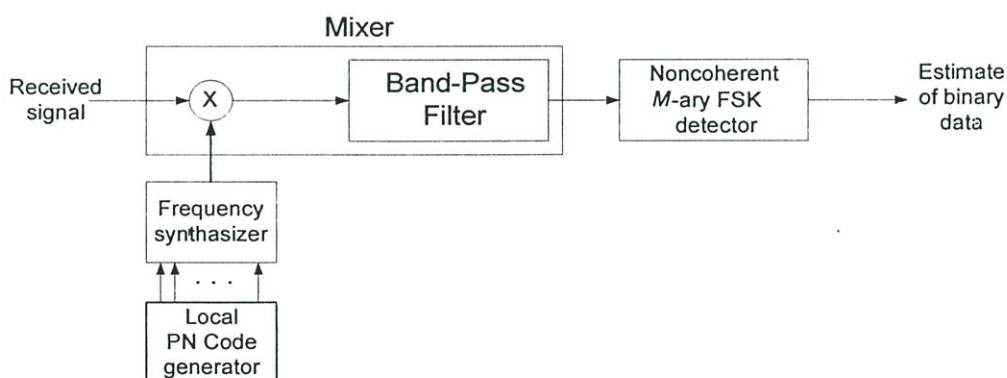 Mixer
Received
signal
X
Band-Pass
Filter
Noncoherent
M-ary FSK
detector
Estimate
of binary
data
Frequency
synthasizer
. . .
Local
PN Code
generator